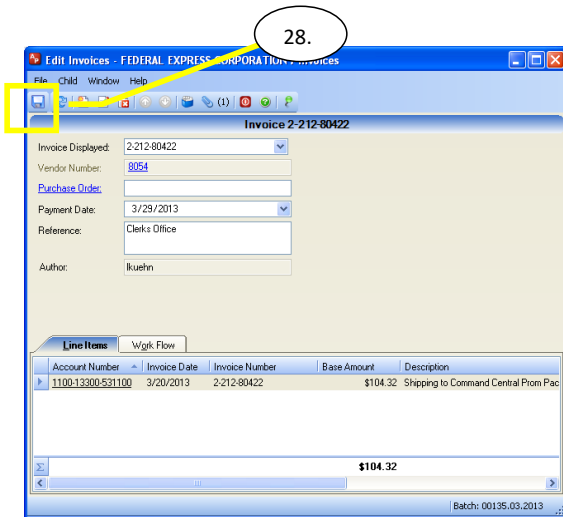 28.
Edit Invoices - FEDERAL EXPRESS CORPORATION
File Child Window Help
(1)
Invoice 2-212-80422
Invoice Displayed: 2-212-80422
Vendor Number: 8054
Purchase Order:
Payment Date: 3/29/2013
Reference: Clerks Office
Author: lkuehn
Line Items Work Flow
Account Number Invoice Date Invoice Number Base Amount Description
1100-13300-531100 3/20/2013 2-212-80422 $104.32 Shipping to Command Central Prom Pac
Σ $104.32
Batch: 00135.03.2013